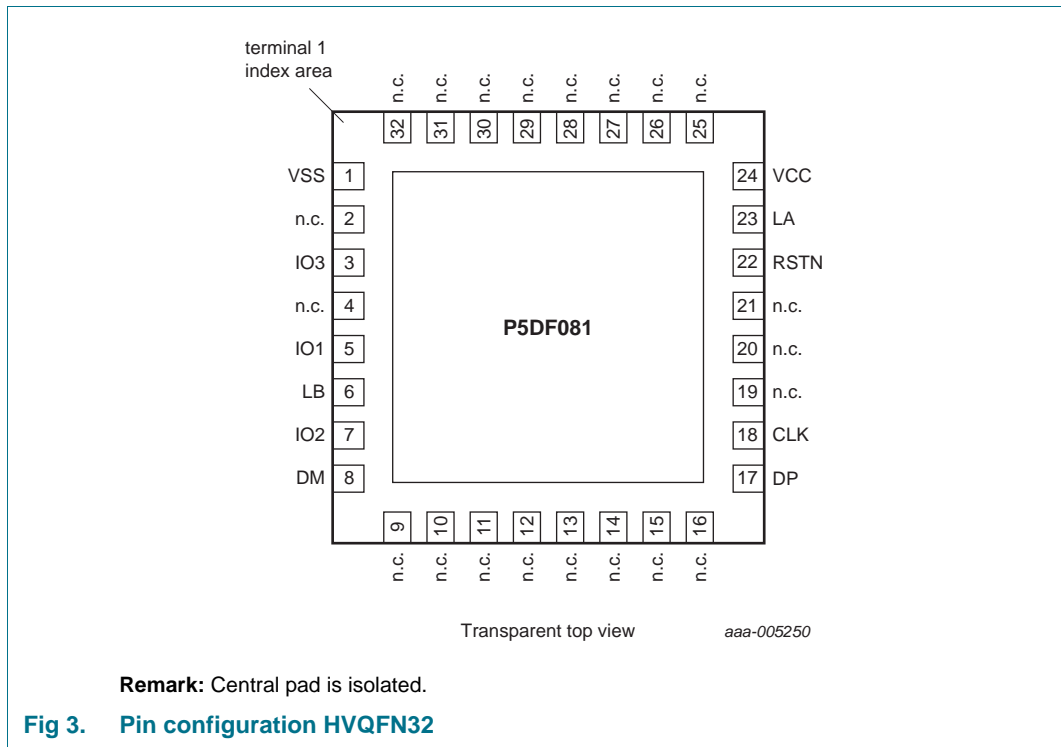 terminal 1
index area
n.c. n.c. n.c. n.c. n.c. n.c. n.c. n.c.
32 31 30 29 28 27 26 25
VSS 1 24 VCC
n.c. 2 23 LA
IO3 3 22 RSTN
n.c. 4 21 n.c.
P5DF081
IO1 5 20 n.c.
LB 6 19 n.c.
IO2 7 18 CLK
DM 8 17 DP
9 10 11 12 13 14 15 16
n.c. n.c. n.c. n.c. n.c. n.c. n.c. n.c.
Transparent top view aaa-005250
Remark: Central pad is isolated.
Fig 3. Pin configuration HVQFN32